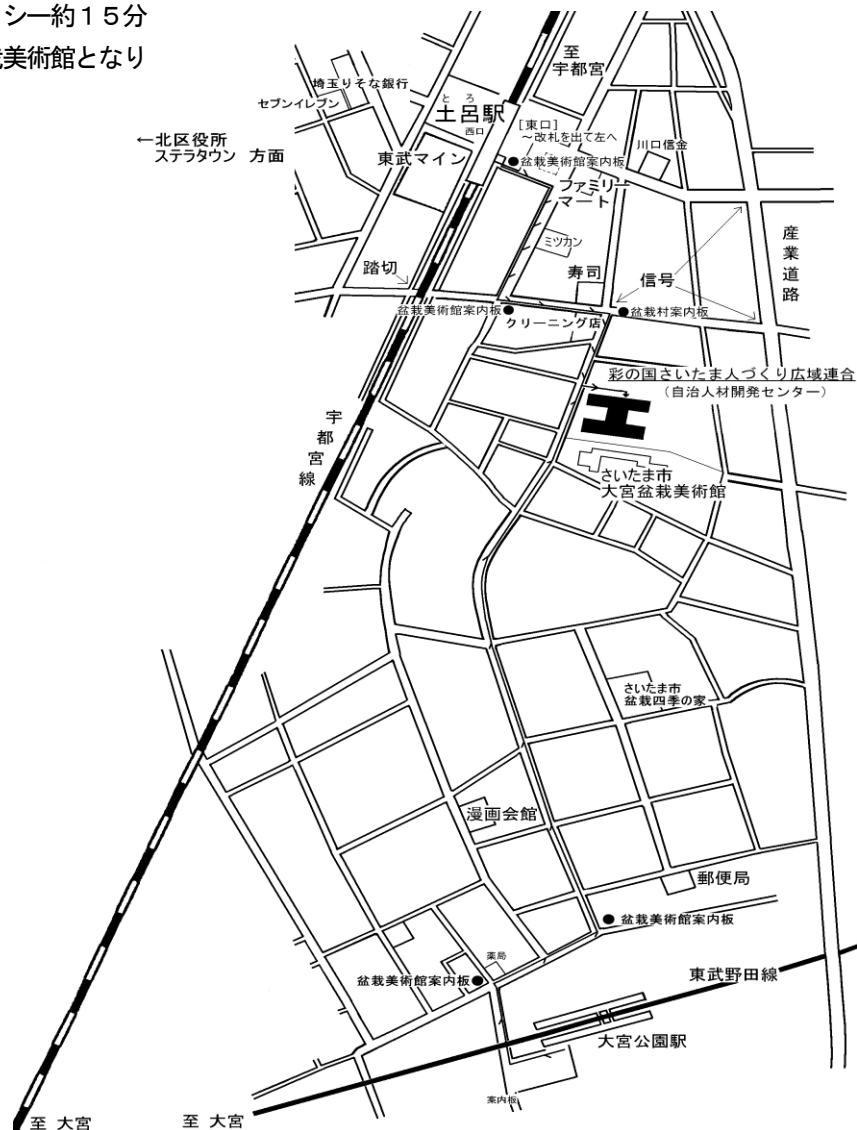 シー約１５分
美術館となり
至
宇都宮
埼玉りそな銀行
セブンイレブン
とろ
土呂駅
西口
[東口]
～改札を出て左へ
川口信金
←北区役所
ステラタウン 方面
東武マイン
盆栽美術館案内板
ファミリー
マート
ミツカン
産業道路
踏切
寿司
信号
盆栽美術館案内板
クリーニング店
盆栽村案内板
彩の国さいたま人づくり広域連合
（自治人材開発センター）
宇都宮線
さいたま市
大宮盆栽美術館
さいたま市
盆栽四季の家
漫画会館
郵便局
盆栽美術館案内板
薬局
盆栽美術館案内板
東武野田線
大宮公園駅
案内板
至 大宮
至 大宮